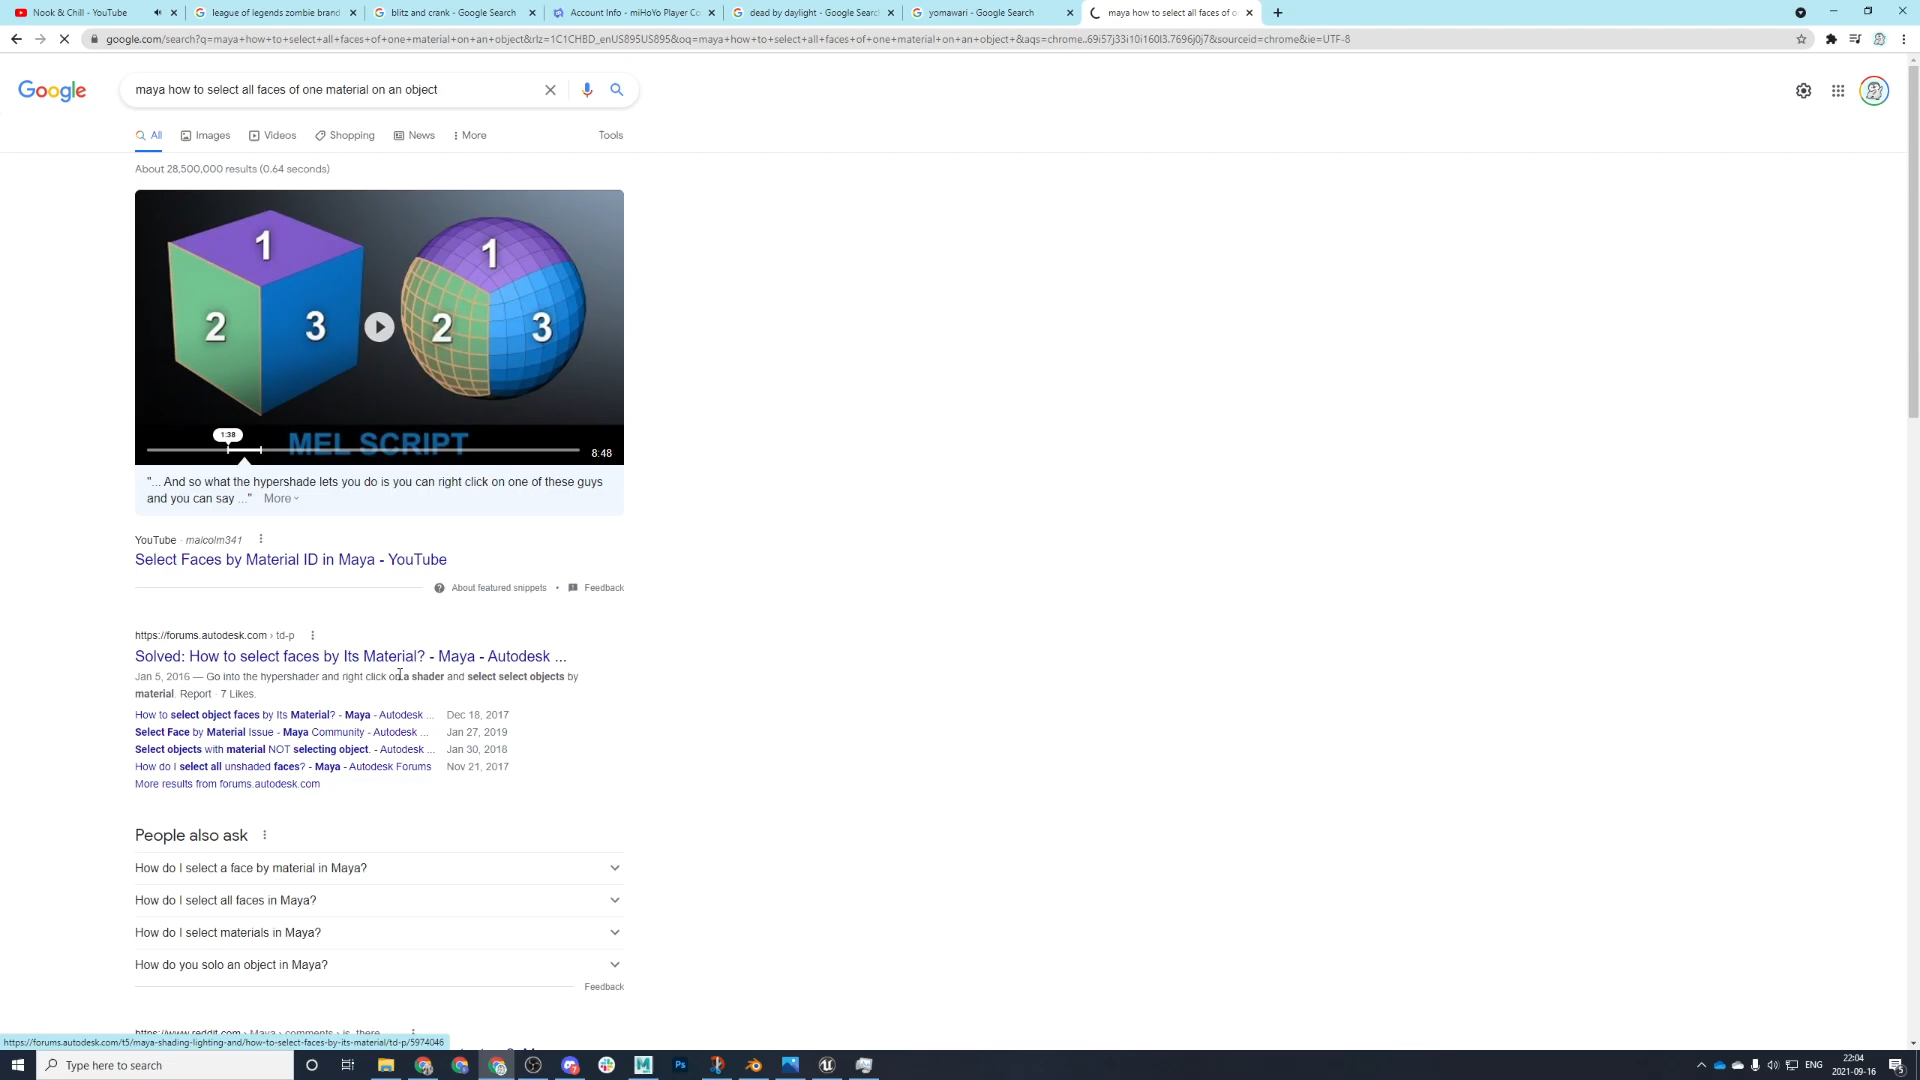 Nook & Chill - YouTube
league of legends zombie brand
blitz and crank - Google Search
Account Info - miHoYo Player Co
dead by daylight - Google Searc
yomawari - Google Search
maya how to select all faces of o
google.com/search?q=maya+how+to+select+all+faces+of+one+material+on+an+object&rlz=1C1CHBD_enUS895US895&oq=maya+how+to+select+all+faces+of+one+material+on+an+object+&aqs=chrome..69i57j33i10i160l3.7696j0j7&sourceid=chrome&ie=UTF-8
Google
maya how to select all faces of one material on an object
All
Images
Videos
Shopping
News
More
Tools
About 28,500,000 results (0.64 seconds)
1
1
2
3
2
3
1:38
MEL SCRIPT
8:48
"... And so what the hypershade lets you do is you can right click on one of these guys
and you can say ..." More
YouTube · malcolm341
Select Faces by Material ID in Maya - YouTube
About featured snippets • Feedback
https://forums.autodesk.com › td-p
Solved: How to select faces by Its Material? - Maya - Autodesk ...
Jan 5, 2016 — Go into the hypershader and right click on a shader and select select objects by
material. Report · 7 Likes.
How to select object faces by Its Material? - Maya - Autodesk ... Dec 18, 2017
Select Face by Material Issue - Maya Community - Autodesk ... Jan 27, 2019
Select objects with material NOT selecting object. - Autodesk ... Jan 30, 2018
How do I select all unshaded faces? - Maya - Autodesk Forums Nov 21, 2017
More results from forums.autodesk.com
People also ask
How do I select a face by material in Maya?
How do I select all faces in Maya?
How do I select materials in Maya?
How do you solo an object in Maya?
Feedback
https://www.reddit.com › Maya › comments › is_there
https://forums.autodesk.com/t5/maya-shading-lighting-and/how-to-select-faces-by-its-material/td-p/5974046
Type here to search
M
Ps
ENG
22:04
2021-09-16
5